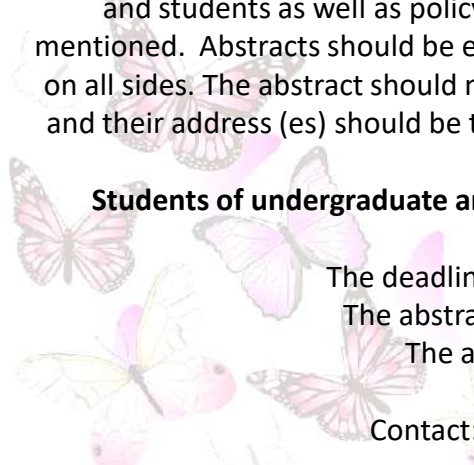 and students as well as policy
mentioned. Abstracts should be e
on all sides. The abstract should
and their address (es) should be
Students of undergraduate
The deadlin
The abstra
The a
Contact: